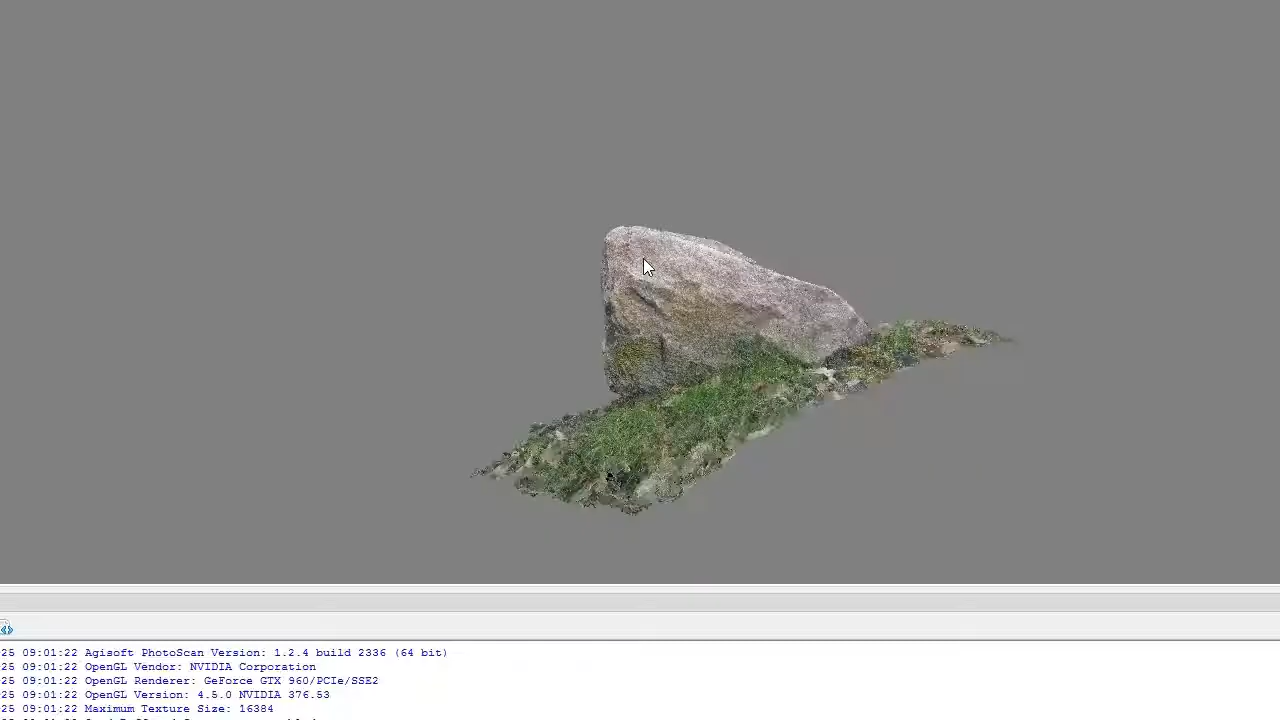 25 09:01:22 Agisoft PhotoScan Version: 1.2.4 build 2336 (64 bit)
25 09:01:22 OpenGL Vendor: NVIDIA Corporation
25 09:01:22 OpenGL Renderer: GeForce GTX 960/PCIe/SSE2
25 09:01:22 OpenGL Version: 4.5.0 NVIDIA 376.53
25 09:01:22 Maximum Texture Size: 16384